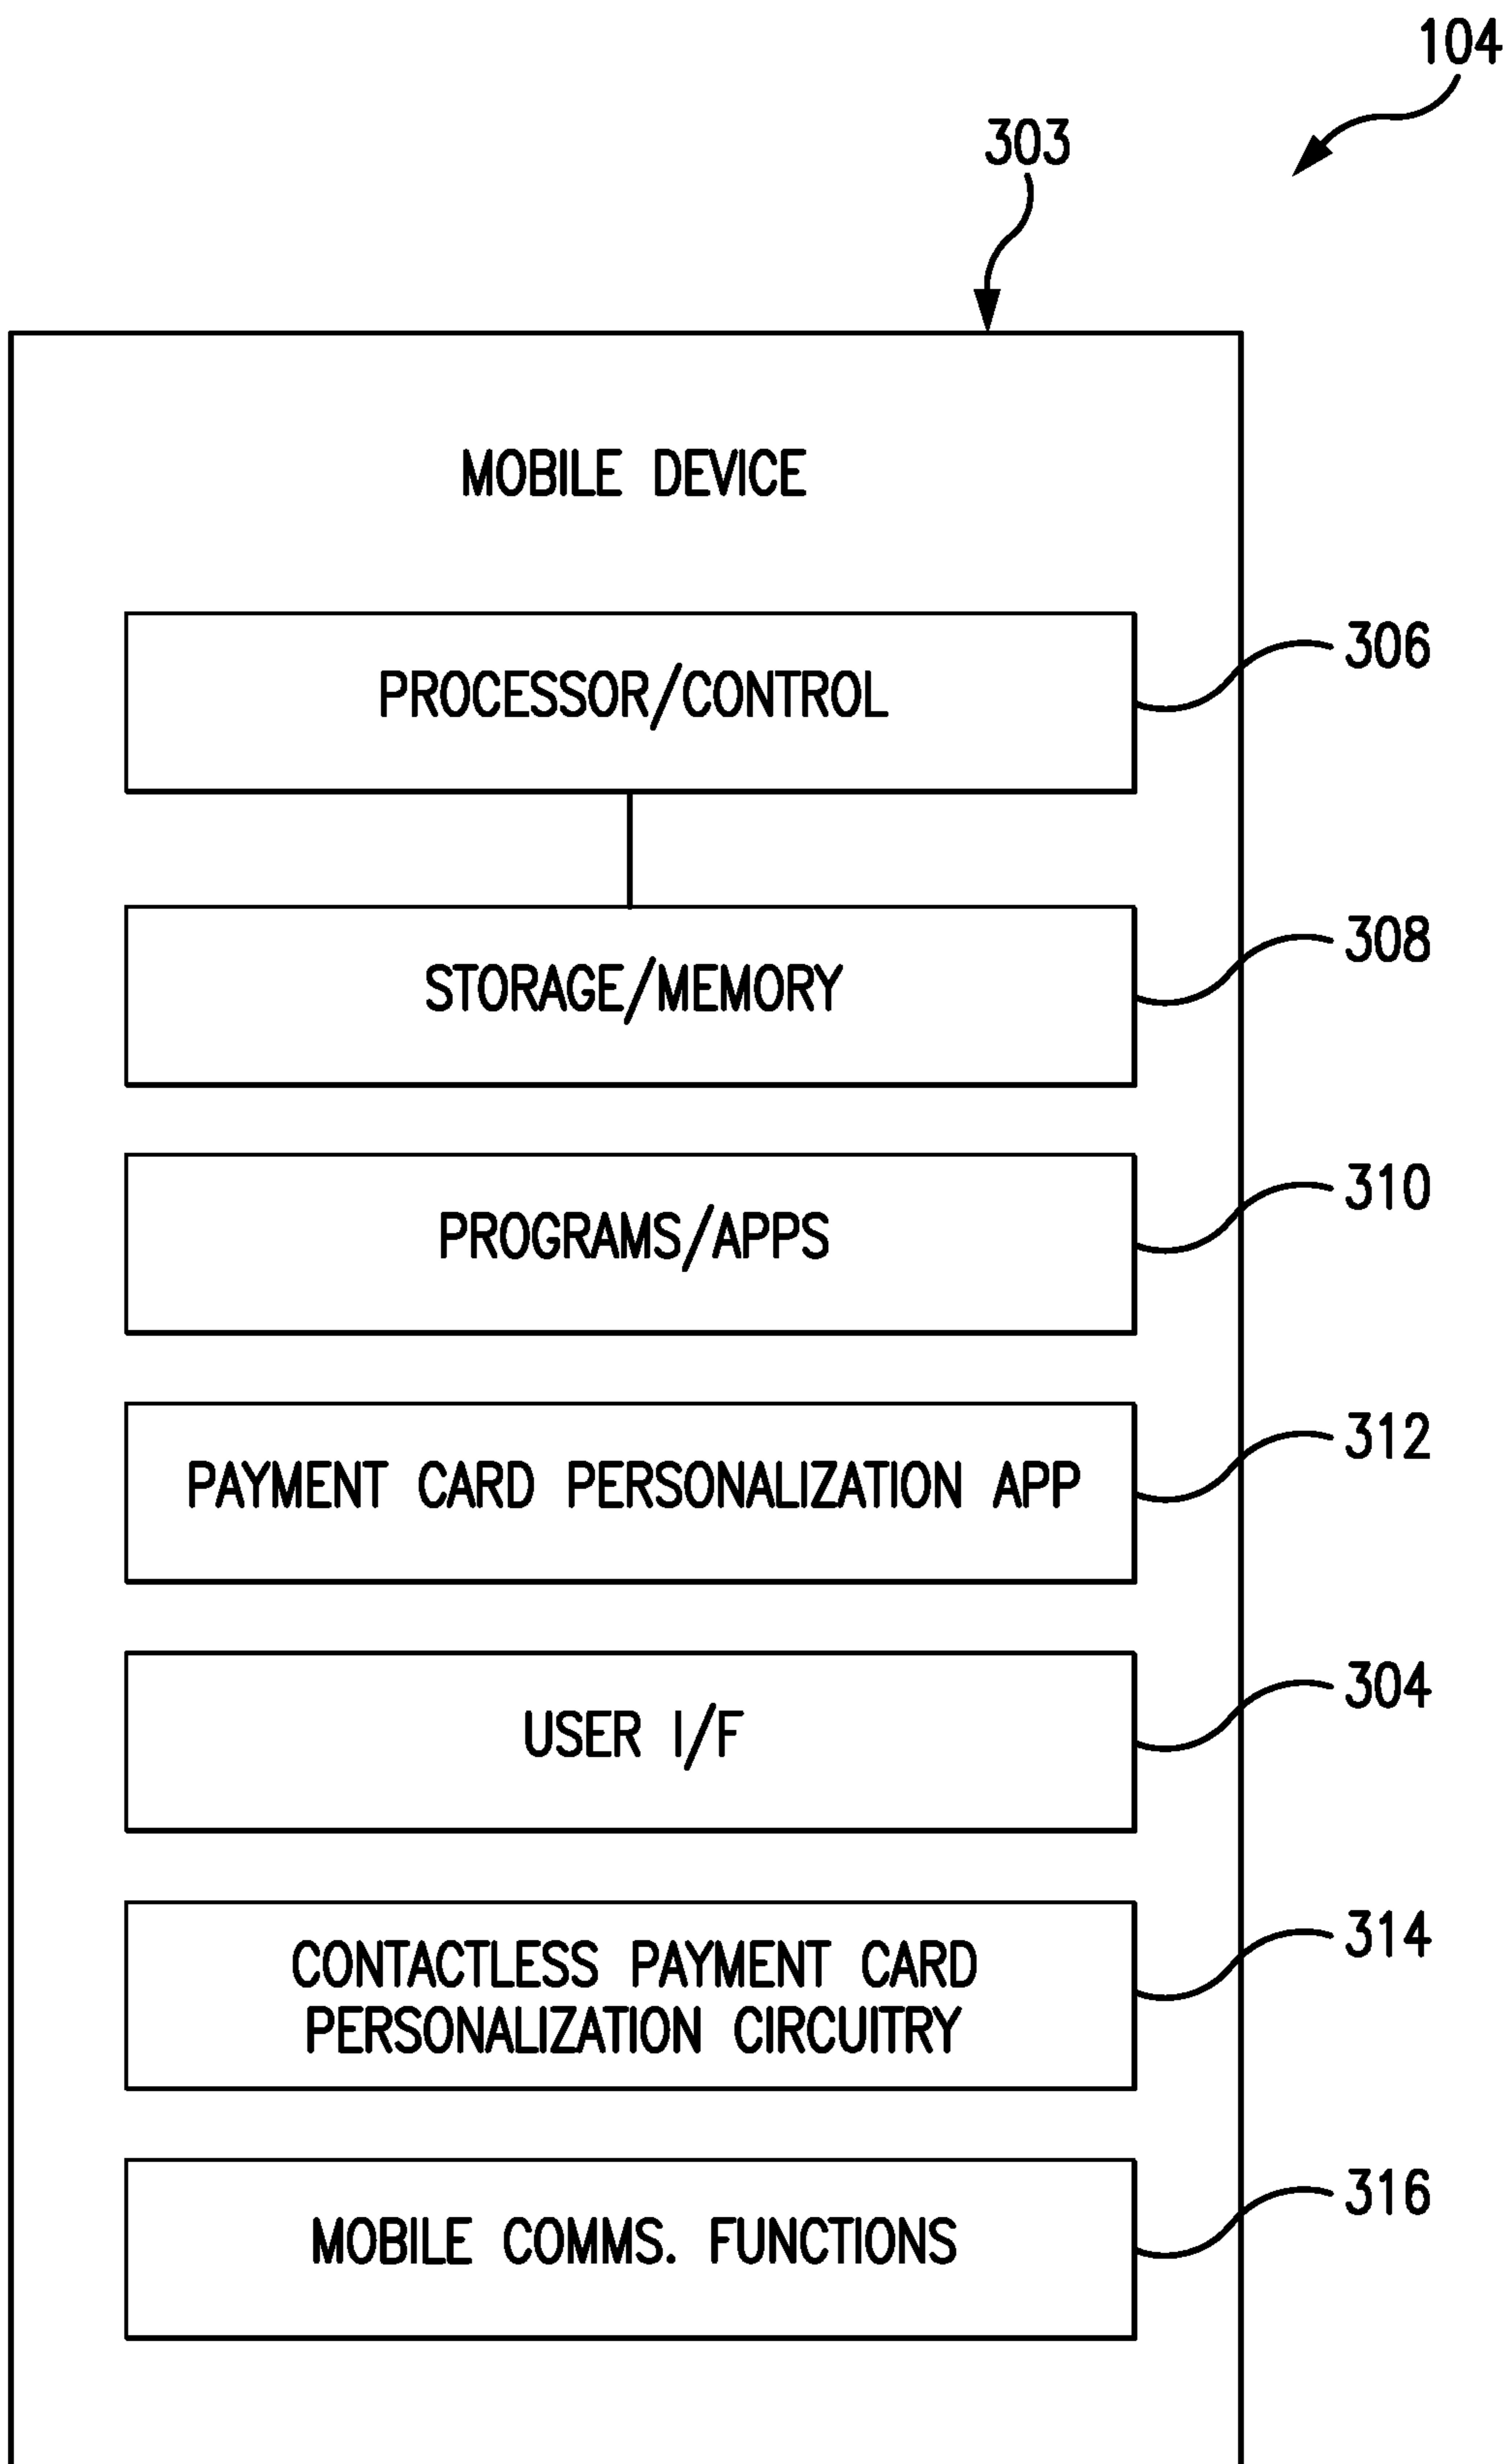 104
303
MOBILE DEVICE
PROCESSOR/CONTROL
306
STORAGE/MEMORY
308
PROGRAMS/APPS
310
PAYMENT CARD PERSONALIZATION APP
312
USER I/F
304
CONTACTLESS PAYMENT CARD
PERSONALIZATION CIRCUITRY
314
MOBILE COMMS. FUNCTIONS
316